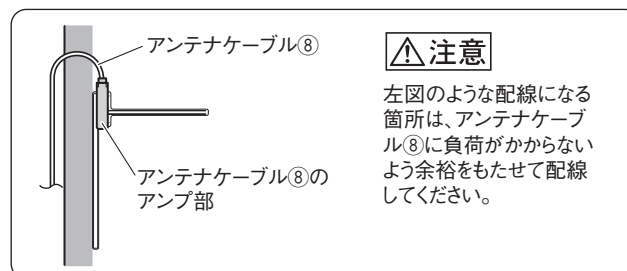 アンテナケーブル⑧
アンテナケーブル⑧の
アンプ部
注意
左図のような配線になる
箇所は、アンテナケーブ
ル⑧に負荷がかからない
よう余裕をもたせて配線
してください。